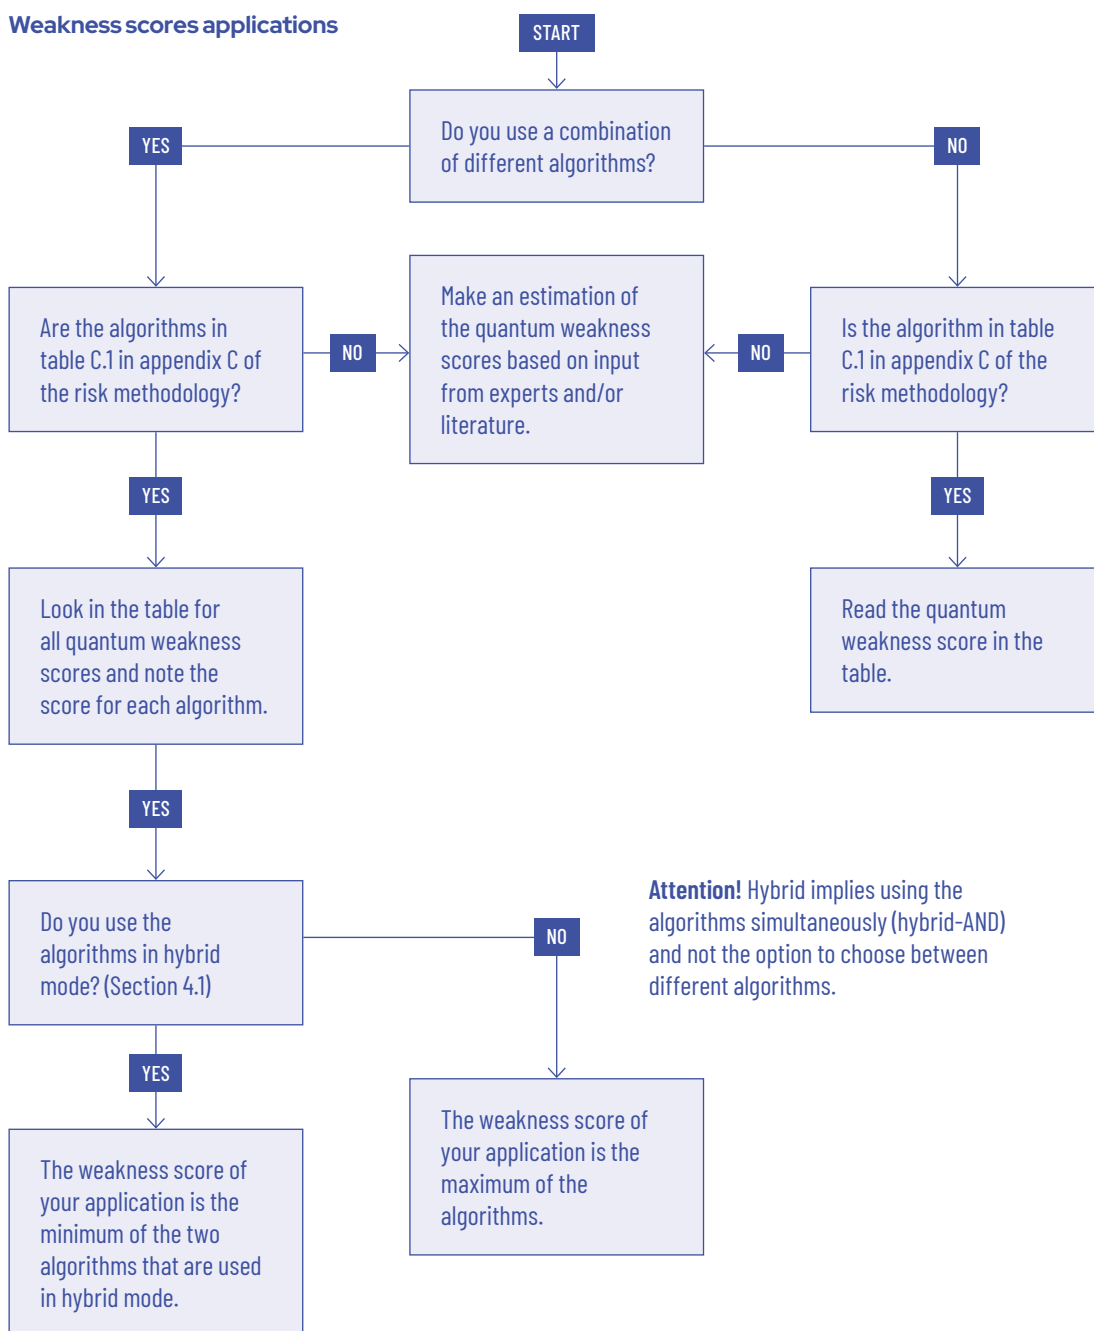 Weakness scores applications
START
Do you use a combination
of different algorithms?
YES
NO
Are the algorithms in
table C.1 in appendix C of
the risk methodology?
NO
Make an estimation of
the quantum weakness
scores based on input
from experts and/or
literature.
NO
Is the algorithm in table
C.1 in appendix C of the
risk methodology?
YES
YES
Look in the table for
all quantum weakness
scores and note the
score for each algorithm.
Read the quantum
weakness score in the
table.
YES
Do you use the
algorithms in hybrid
mode? (Section 4.1)
NO
Attention! Hybrid implies using the
algorithms simultaneously (hybrid-AND)
and not the option to choose between
different algorithms.
YES
The weakness score of
your application is the
maximum of the
algorithms.
The weakness score of
your application is the
minimum of the two
algorithms that are used
in hybrid mode.